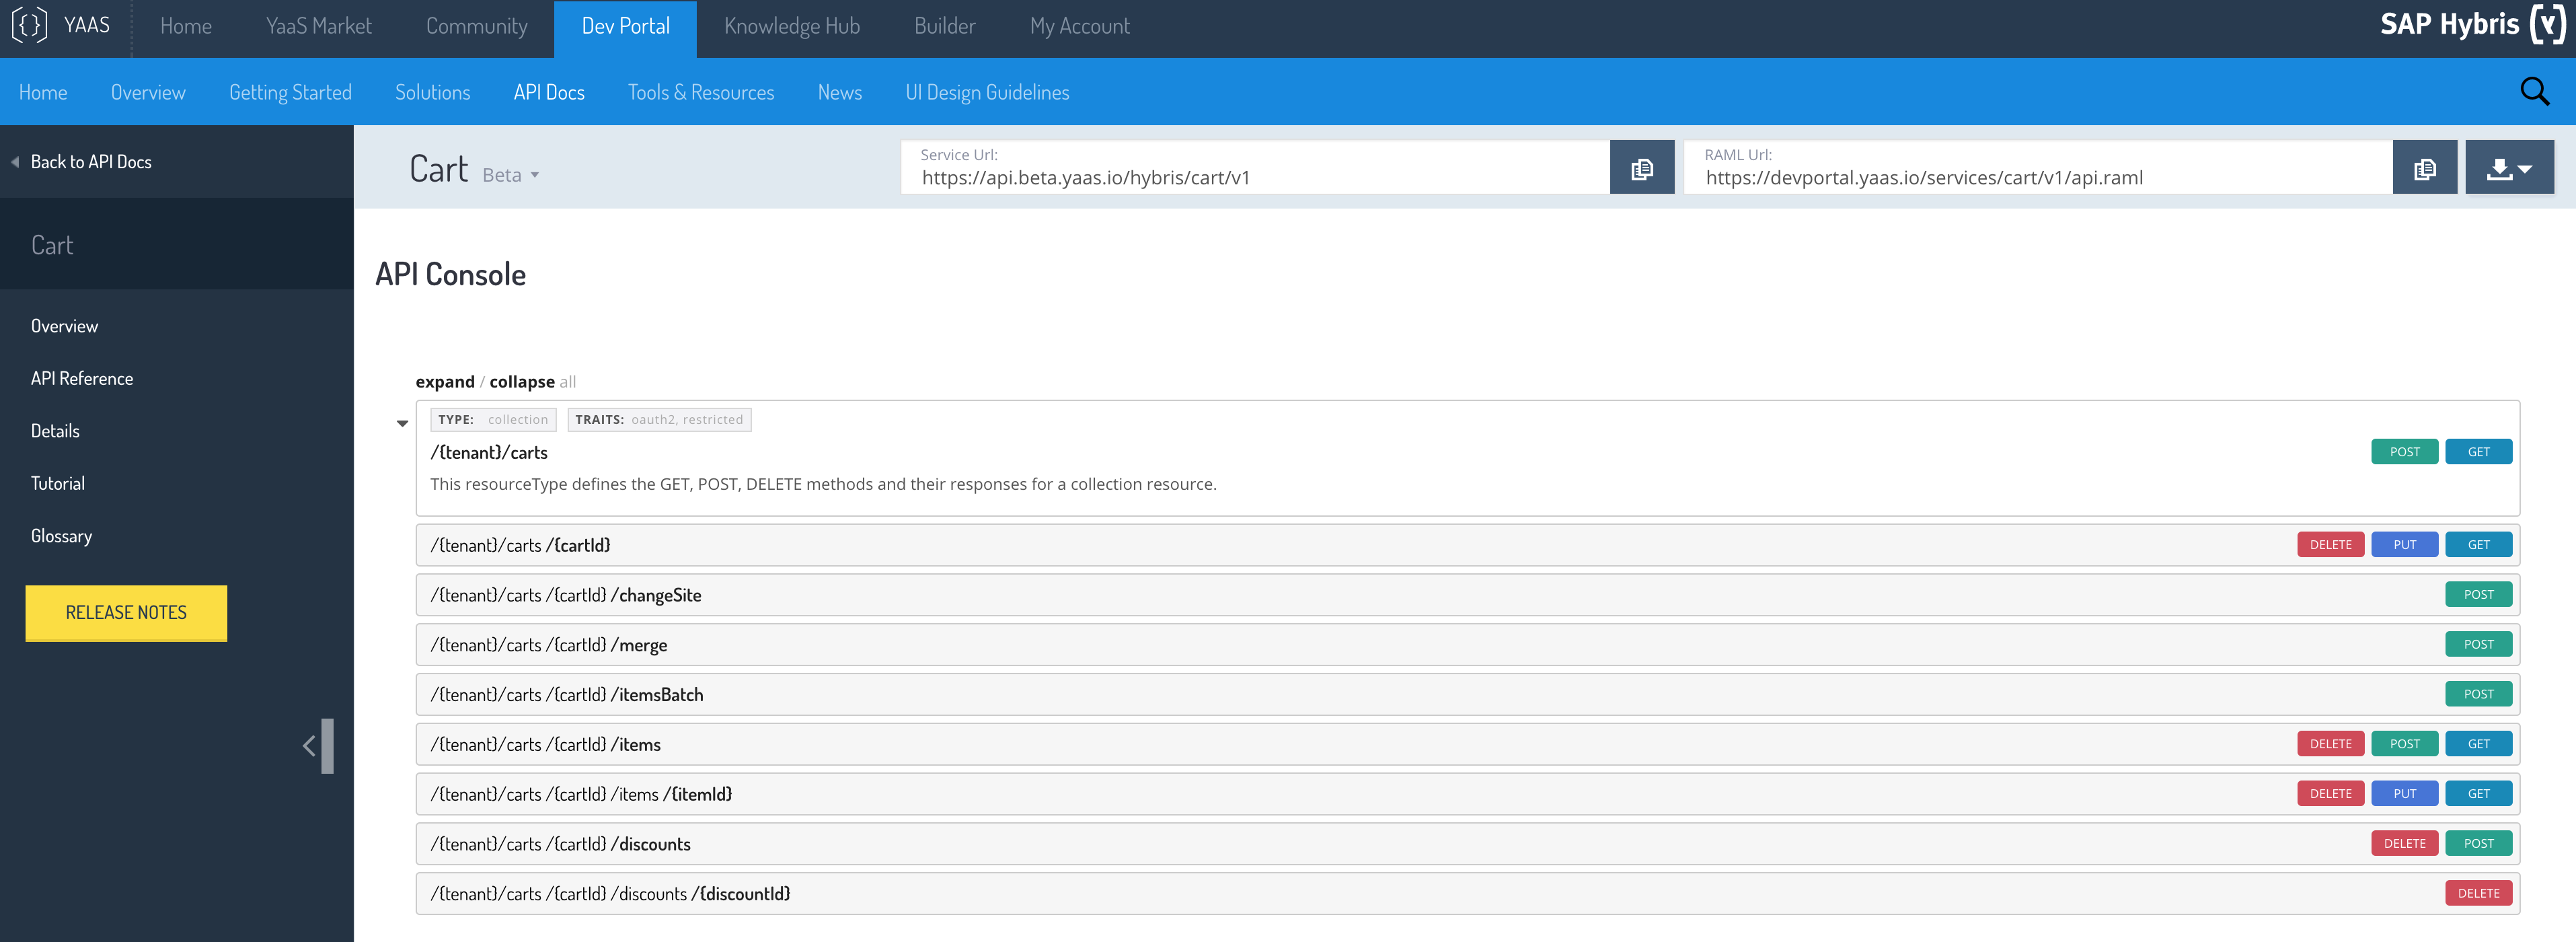 {} YAAS Home YaaS Market Community Dev Portal Knowledge Hub Builder My Account SAP Hybris (y)
Home Overview Getting Started Solutions API Docs Tools & Resources News UI Design Guidelines
Back to API Docs
Cart Beta
Service Url:
https://api.beta.yaas.io/hybris/cart/v1
RAML Url:
https://devportal.yaas.io/services/cart/v1/api.raml
Cart
Overview
API Reference
Details
Tutorial
Glossary
RELEASE NOTES
API Console
expand / collapse all
TYPE: collection TRAITS: oauth2, restricted
/{tenant}/carts POST GET
This resourceType defines the GET, POST, DELETE methods and their responses for a collection resource.
/{tenant}/carts /{cartId} DELETE PUT GET
/{tenant}/carts /{cartId} /changeSite POST
/{tenant}/carts /{cartId} /merge POST
/{tenant}/carts /{cartId} /itemsBatch POST
/{tenant}/carts /{cartId} /items DELETE POST GET
/{tenant}/carts /{cartId} /items /{itemId} DELETE PUT GET
/{tenant}/carts /{cartId} /discounts DELETE POST
/{tenant}/carts /{cartId} /discounts /{discountId} DELETE